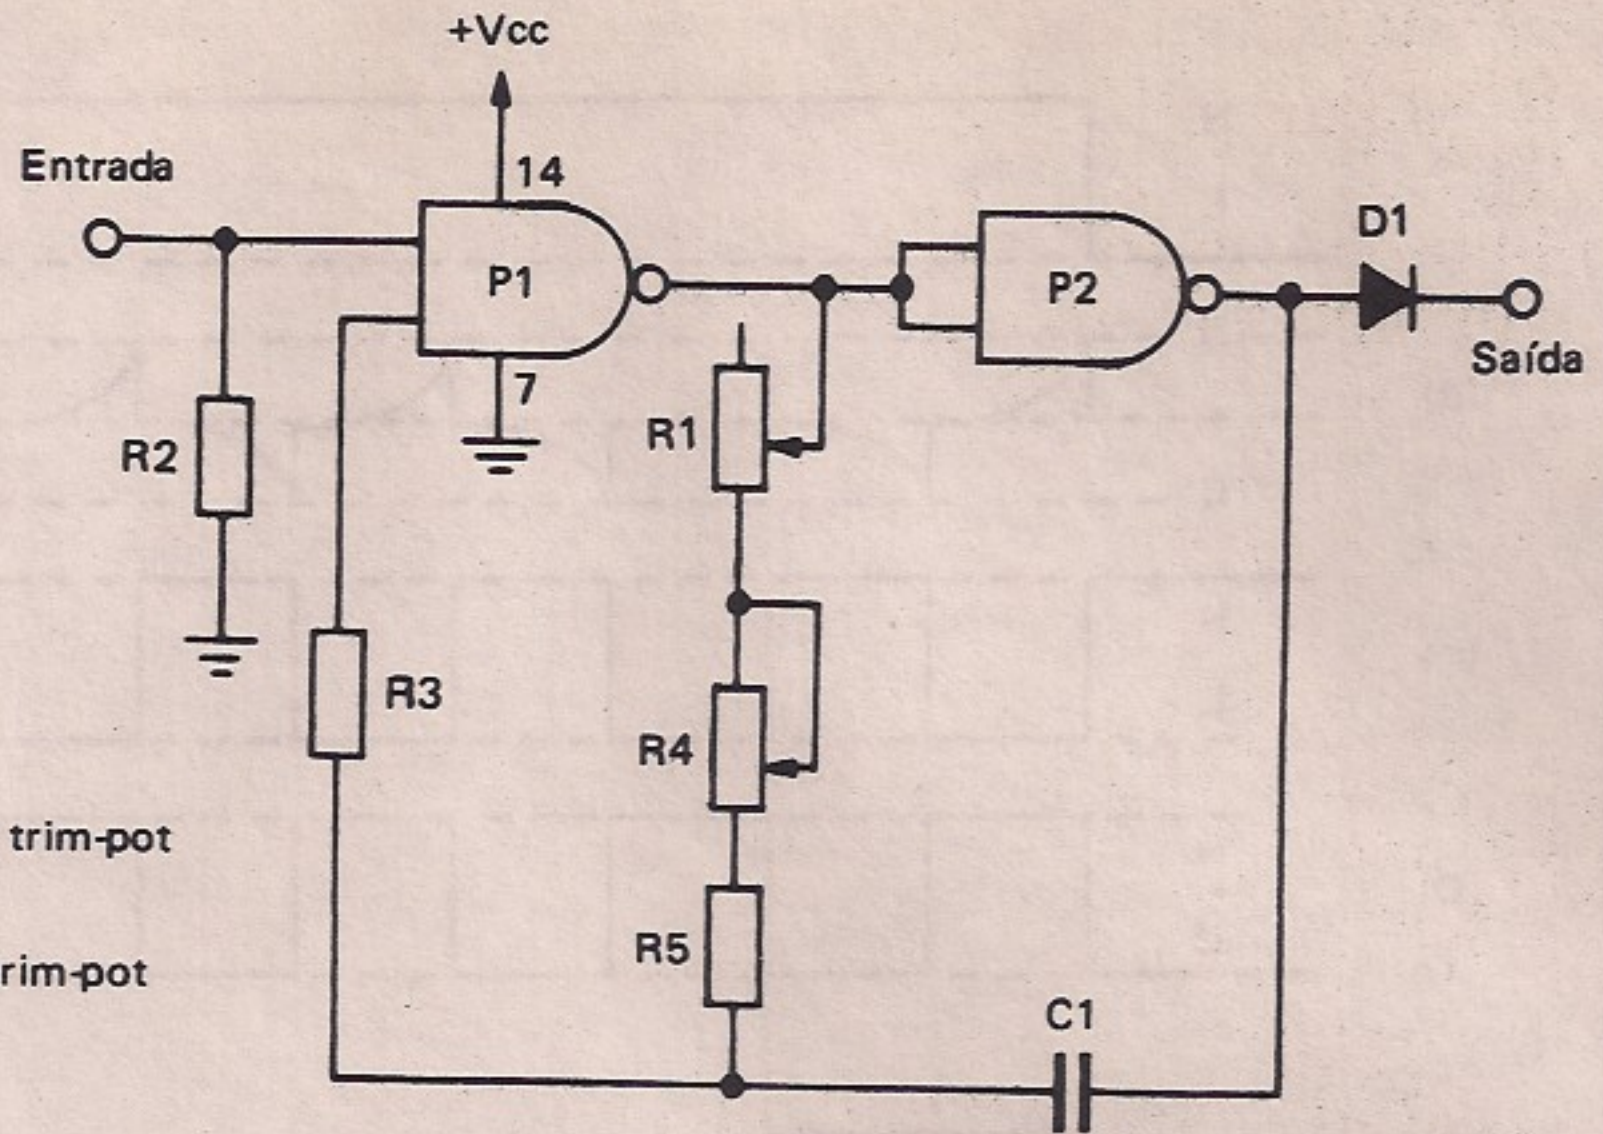 +Vcc
14
Entrada
P1
P2
D1
Saída
7
R1
R2
R3
R4
trim-pot
R5
rim-pot
C1